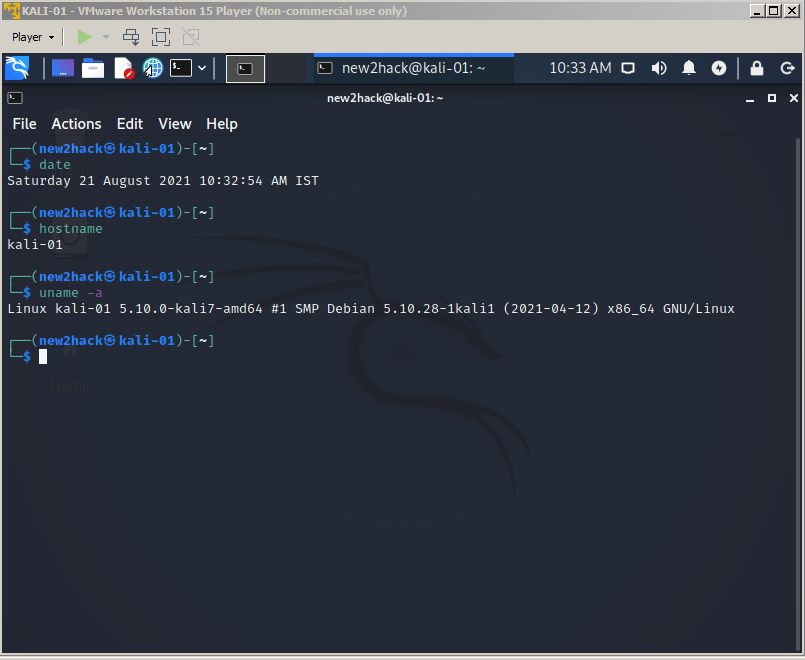 KALI-01 - VMware Workstation 15 Player (Non-commercial use only)
Player
new2hack@kali-01: ~
10:33 AM
new2hack@kali-01: ~
File Actions Edit View Help
┌──(new2hack㉿kali-01)-[~]
└─$ date
Saturday 21 August 2021 10:32:54 AM IST
┌──(new2hack㉿kali-01)-[~]
└─$ hostname
kali-01
┌──(new2hack㉿kali-01)-[~]
└─$ uname -a
Linux kali-01 5.10.0-kali7-amd64 #1 SMP Debian 5.10.28-1kali1 (2021-04-12) x86_64 GNU/Linux
┌──(new2hack㉿kali-01)-[~]
└─$
Home